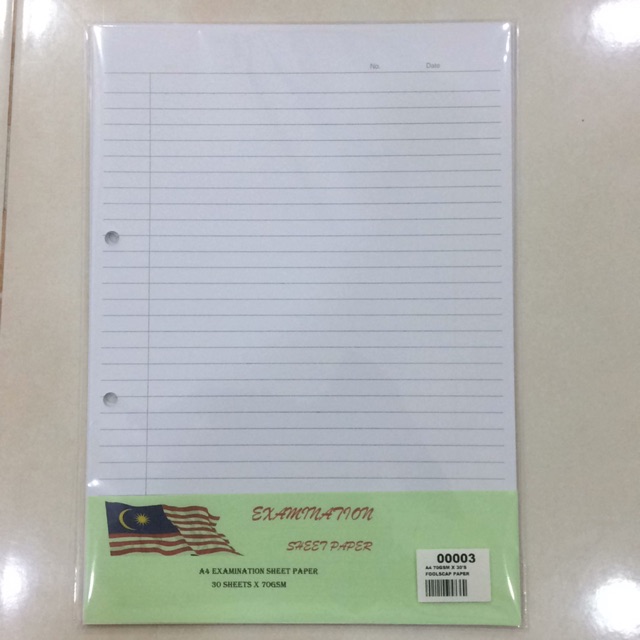 No.
Date
EXAMINATION
SHEET PAPER
A4 EXAMINATION SHEET PAPER
30 SHEETS X 70GSM
00003
A4 70GSM X 30'S
FOOLSCAP PAPER